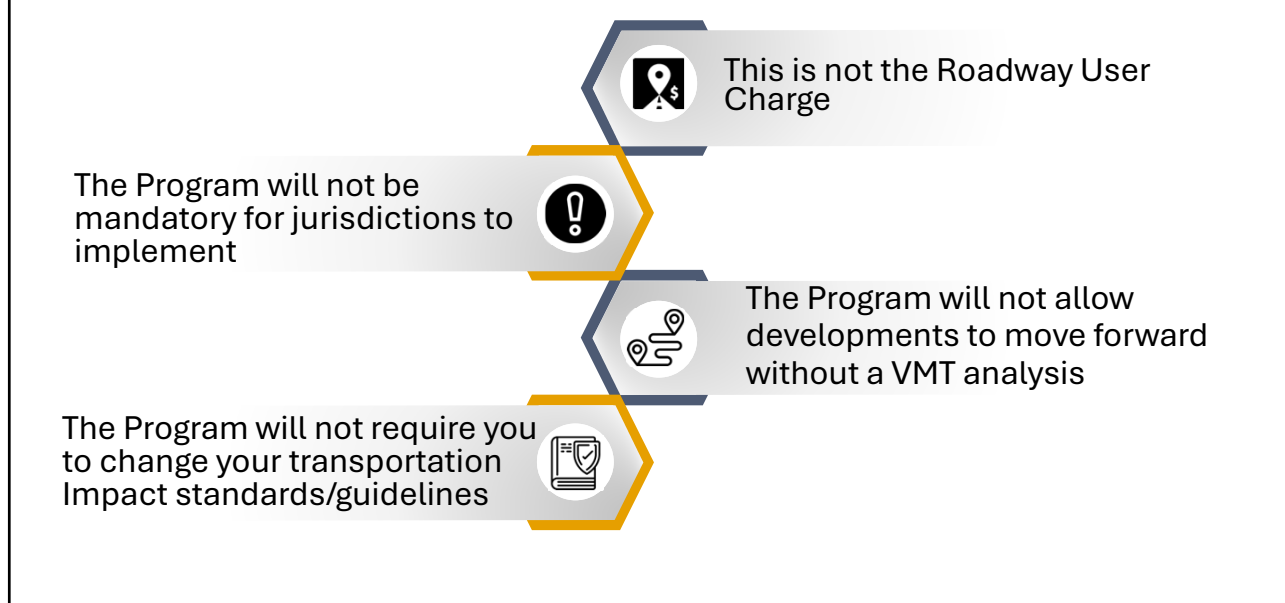 This is not the Roadway User
Charge
The Program will not be
mandatory for jurisdictions to
implement
The Program will not allow
developments to move forward
without a VMT analysis
The Program will not require you
to change your transportation
Impact standards/guidelines